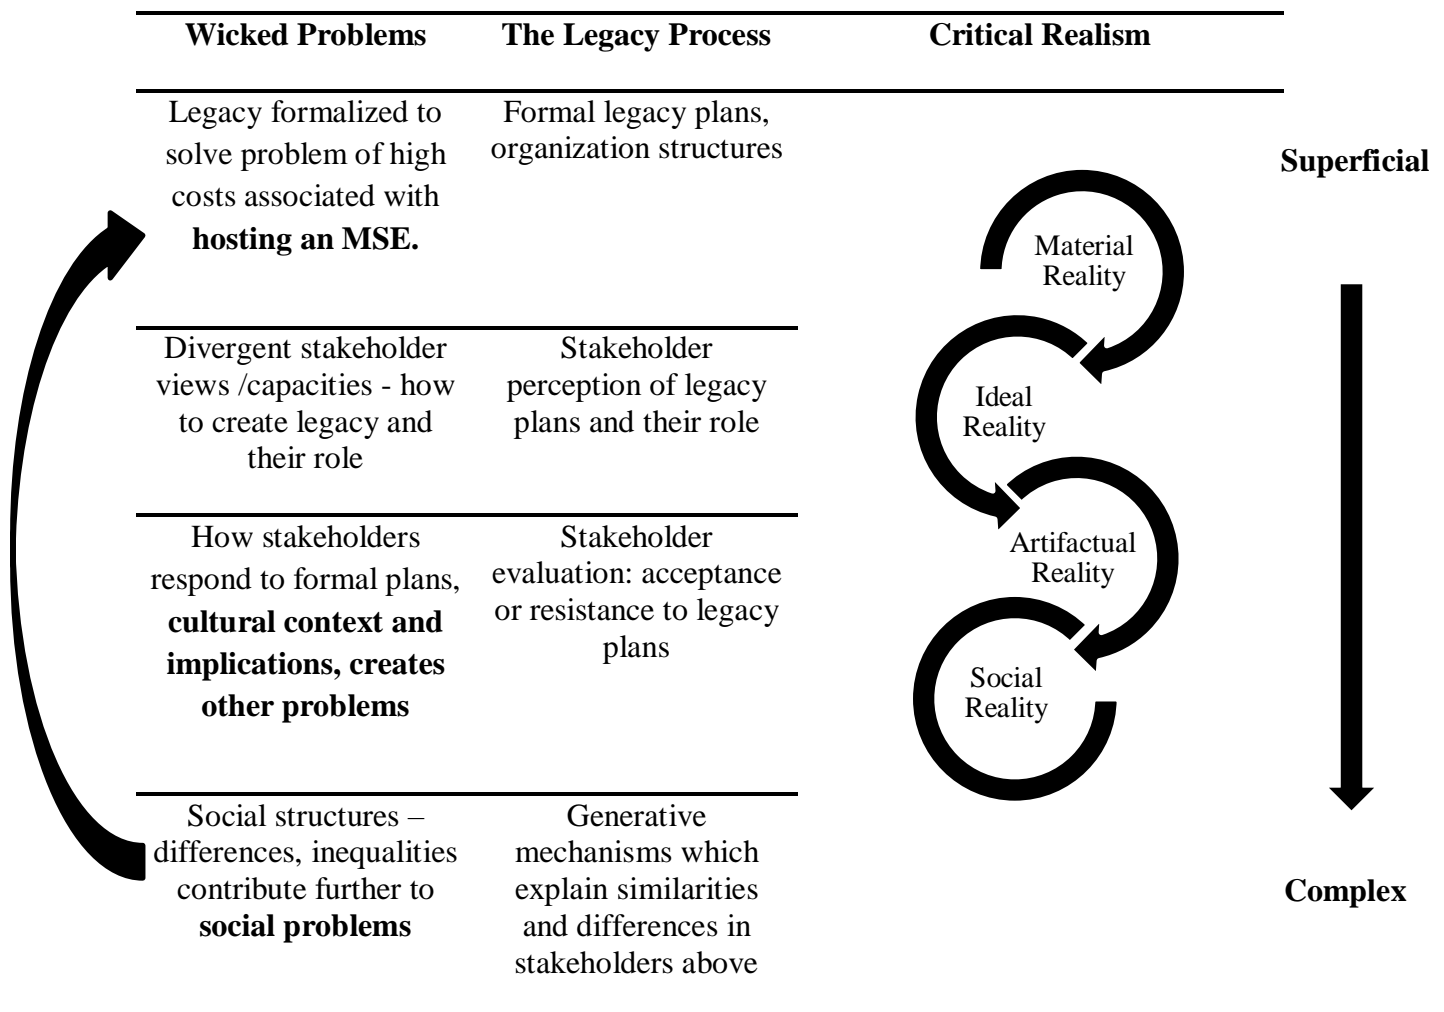 Wicked Problems
The Legacy Process
Critical Realism
Legacy formalized to
solve problem of high
costs associated with
hosting an MSE.
Formal legacy plans,
organization structures
Superficial
Material
Reality
Divergent stakeholder
views /capacities - how
to create legacy and
their role
Stakeholder
perception of legacy
plans and their role
Ideal
Reality
How stakeholders
respond to formal plans,
cultural context and
implications, creates
other problems
Stakeholder
evaluation: acceptance
or resistance to legacy
plans
Artifactual
Reality
Social
Reality
Social structures –
differences, inequalities
contribute further to
social problems
Generative
mechanisms which
explain similarities
and differences in
stakeholders above
Complex